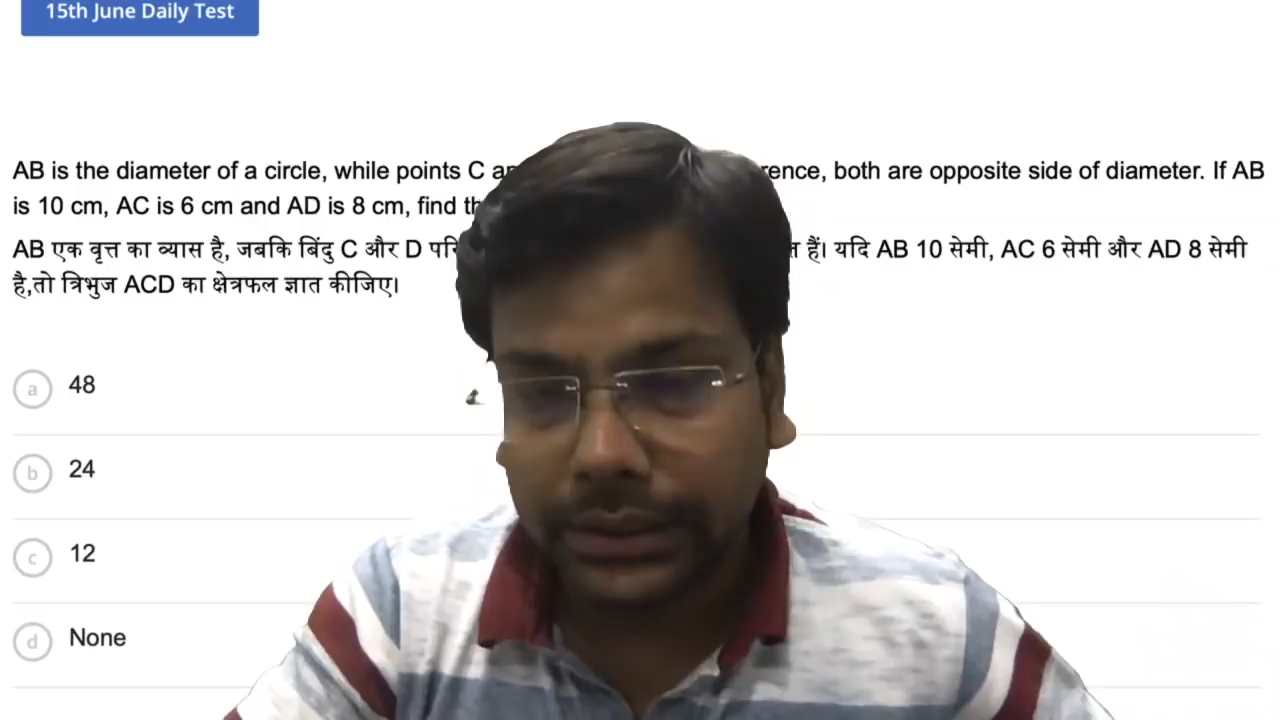 15th June Daily Test
AB is the diameter of a circle, while points C both are opposite side of diameter. If AB
is 10 cm, AC is 6 cm and AD is 8 cm, find
AB एक वृत्त का व्यास है, जबकि बिंदु C और D हैं। यदि AB 10 सेमी, AC 6 सेमी और AD 8 सेमी
है,तो त्रिभुज ACD का क्षेत्रफल ज्ञात कीजिए।
a 48
b 24
c 12
d None